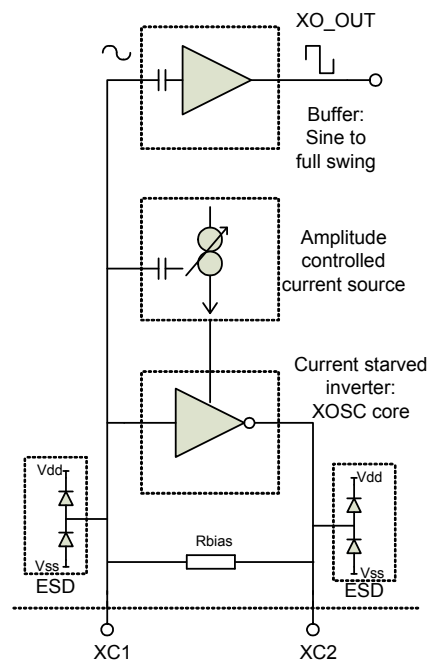 XO_OUT
Buffer:
Sine to
full swing
Amplitude
controlled
current source
Current starved
inverter:
XOSC core
Vdd
Vss
ESD
Rbias
Vdd
Vss
ESD
XC1
XC2